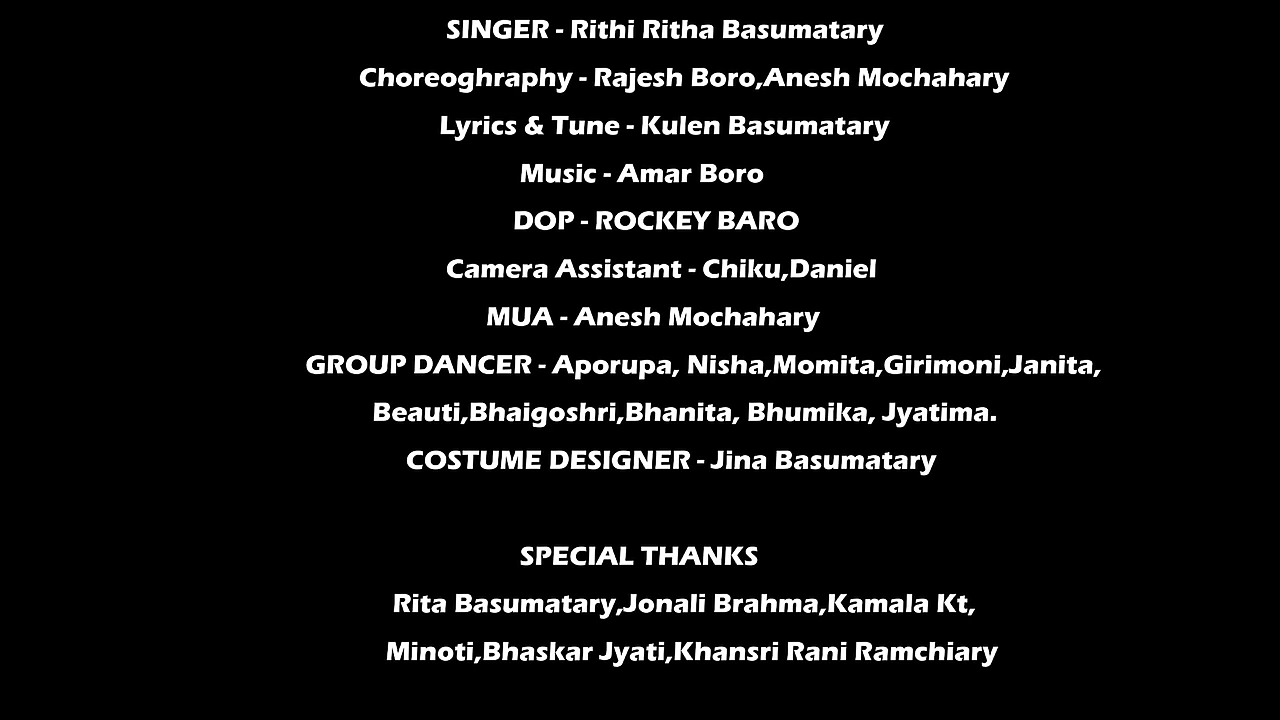 SINGER - Rithi Ritha Basumatary
Choreoghraphy - Rajesh Boro,Anesh Mochahary
Lyrics & Tune - Kulen Basumatary
Music - Amar Boro
DOP - ROCKEY BARO
Camera Assistant - Chiku,Daniel
MUA - Anesh Mochahary
GROUP DANCER - Aporupa, Nisha,Momita,Girimoni,Janita,
Beauti,Bhaigoshri,Bhanita, Bhumika, Jyatima.
COSTUME DESIGNER - Jina Basumatary
SPECIAL THANKS
Rita Basumatary,Jonali Brahma,Kamala Kt,
Minoti,Bhaskar Jyati,Khansri Rani Ramchiary